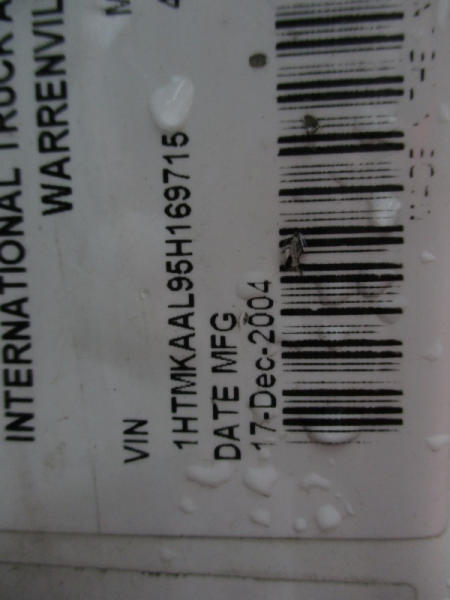 INTERNATIONAL TRUCK A
WARRENVIL
VIN
1HTMKAAL95H169715
DATE MFG
17-Dec-2004